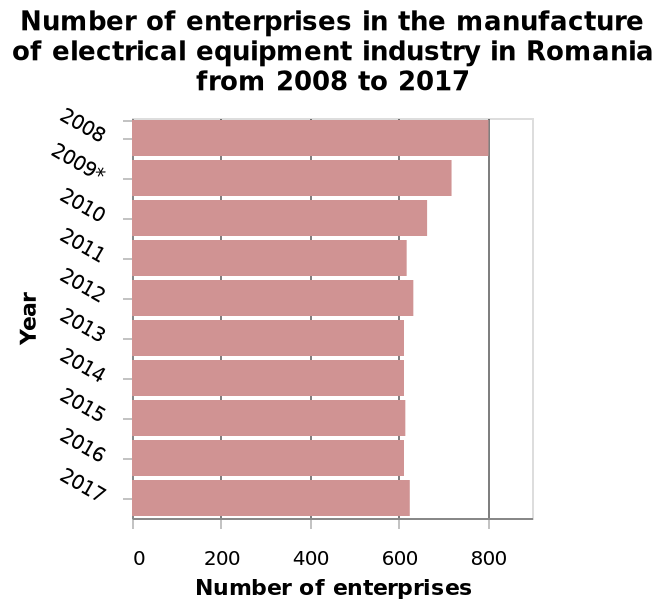 Number of enterprises in the manufacture
of electrical equipment industry in Romania
from 2008 to 2017
2008
2009*
2010
2011
2012
2013
2014
2015
2016
2017
Year
0 200 400 600 800
Number of enterprises